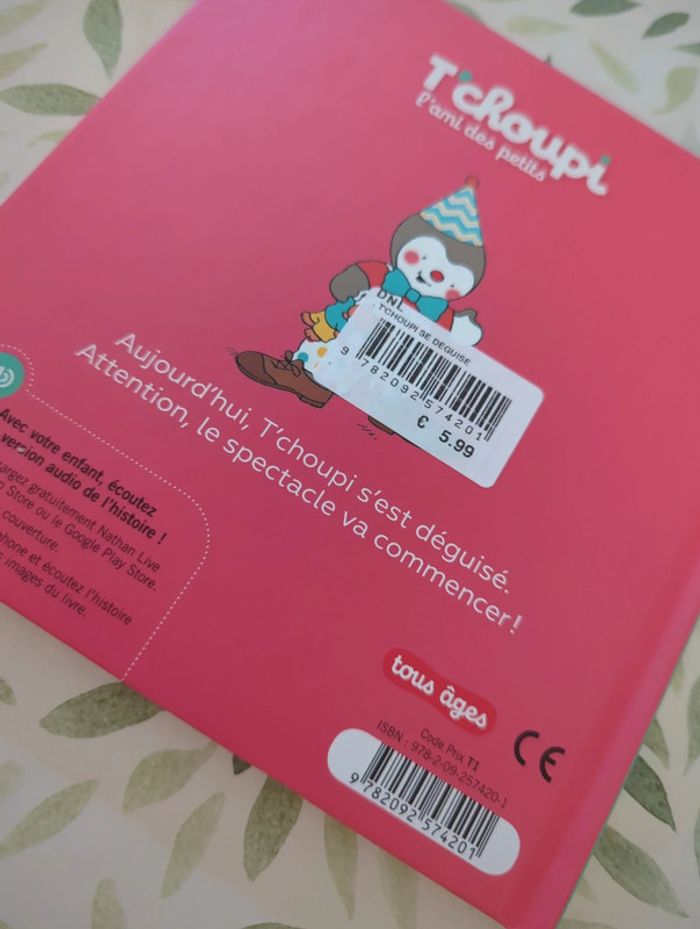 T'choupi
l'ami des petits
DNL
TCHOUPI SE DEGUISE
9 782092 574201
€ 5.99
Aujourd'hui, T'choupi s'est déguisé.
Attention, le spectacle va commencer !
Avec votre enfant, écoutez
version audio de l'histoire !
gratuitement Nathan Live
Store ou le Google Play Store.
couverture.
et écoutez l'histoire
images du livre.
tous âges
Code Prix T1
ISBN : 978-2-09-257420-1
CE
9 782092 574201